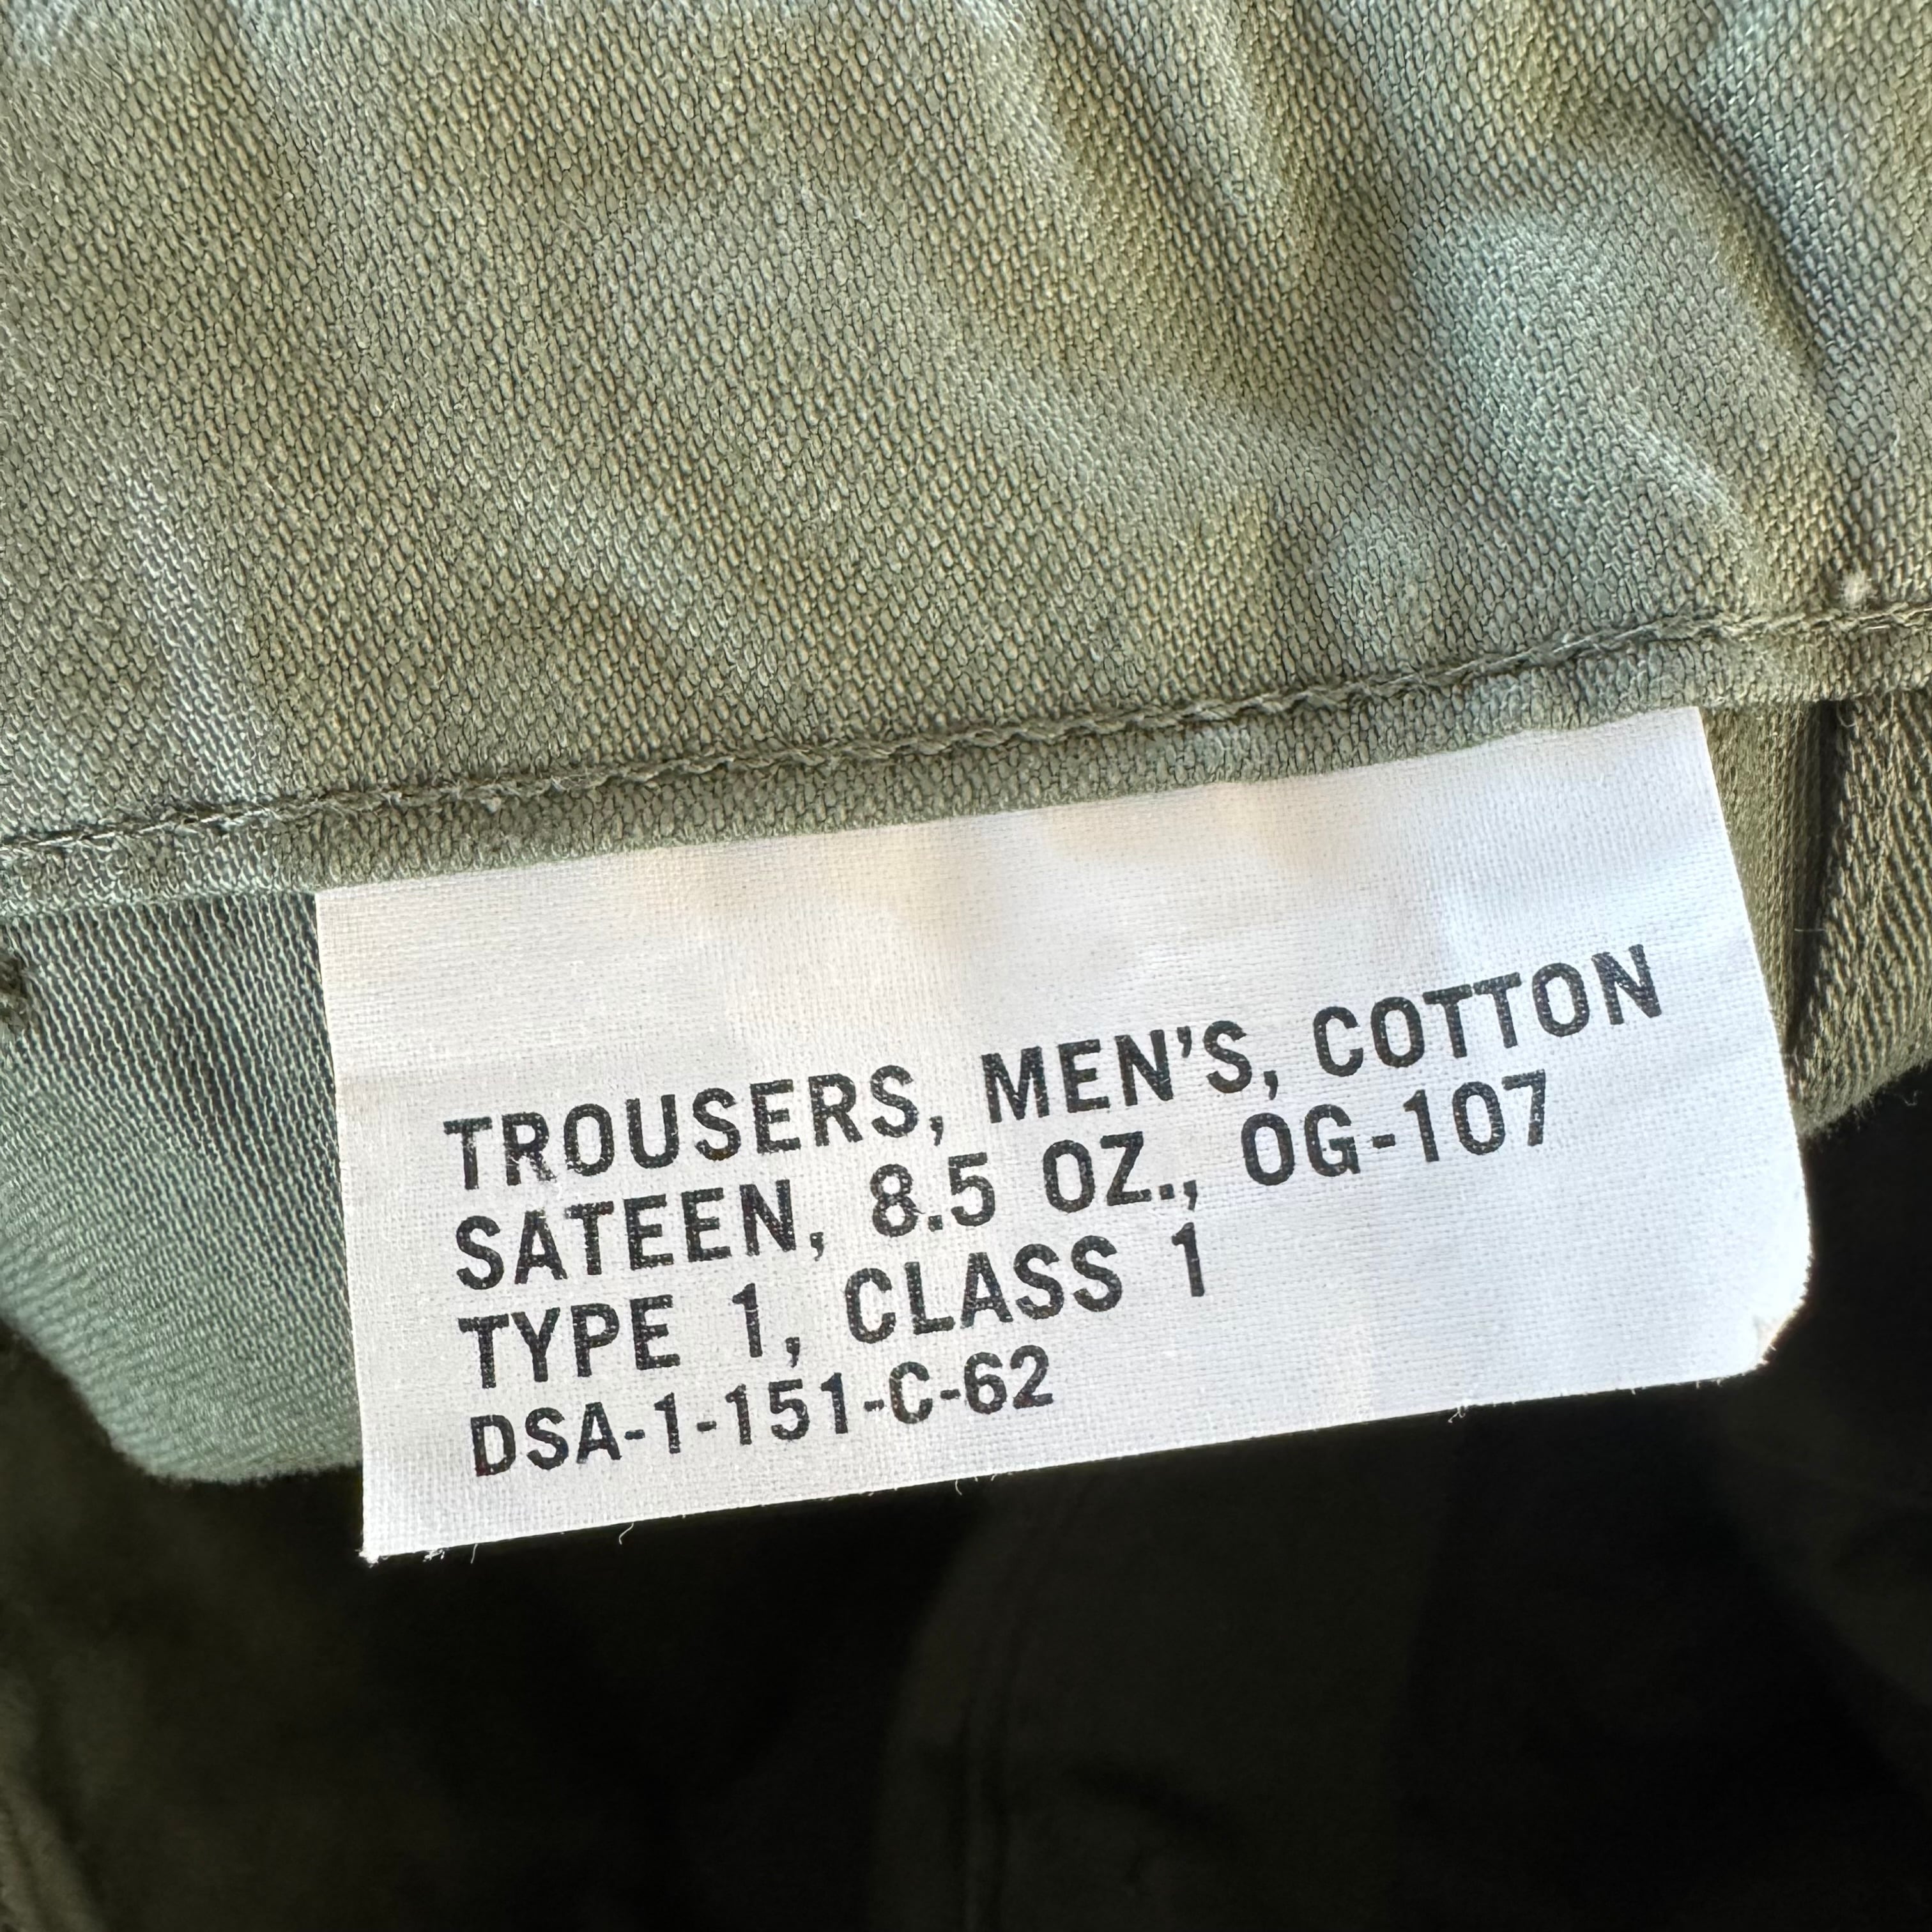 TROUSERS, MEN'S, COTTON
SATEEN, 8.5 OZ., OG-107
TYPE 1, CLASS 1
DSA-1-151-C-62